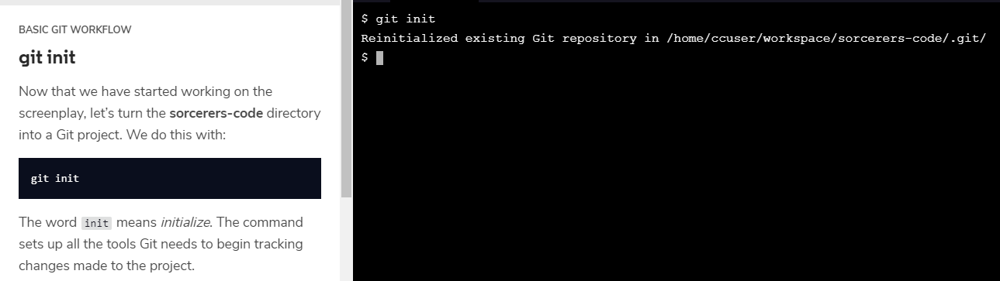 BASIC GIT WORKFLOW
git init
Now that we have started working on the
screenplay, let's turn the sorcerers-code directory
into a Git project. We do this with:
git init
The word init means initialize. The command
sets up all the tools Git needs to begin tracking
changes made to the project.
$ git init
Reinitialized existing Git repository in /home/ccuser/workspace/sorcerers-code/.git/
$